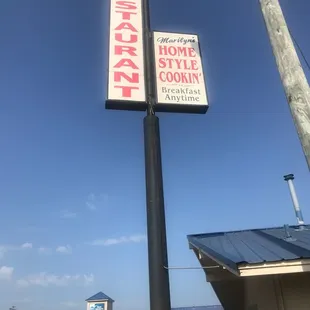 STAURANT
Marilyn's
HOME
STYLE
COOKIN'
Breakfast
Anytime